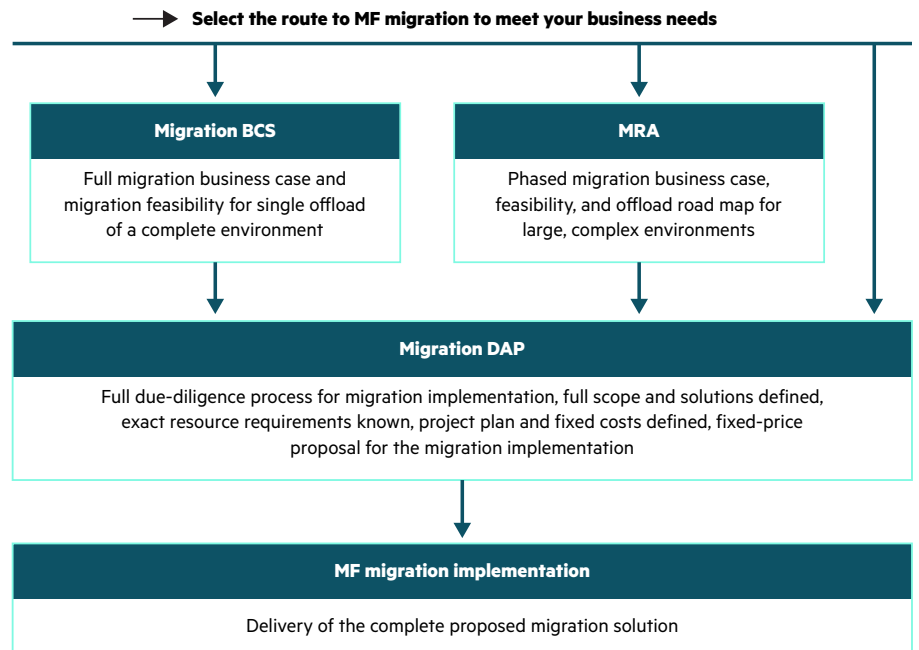 Select the route to MF migration to meet your business needs
Migration BCS
Full migration business case and
migration feasibility for single offload
of a complete environment
MRA
Phased migration business case,
feasibility, and offload road map for
large, complex environments
Migration DAP
Full due-diligence process for migration implementation, full scope and solutions defined,
exact resource requirements known, project plan and fixed costs defined, fixed-price
proposal for the migration implementation
MF migration implementation
Delivery of the complete proposed migration solution